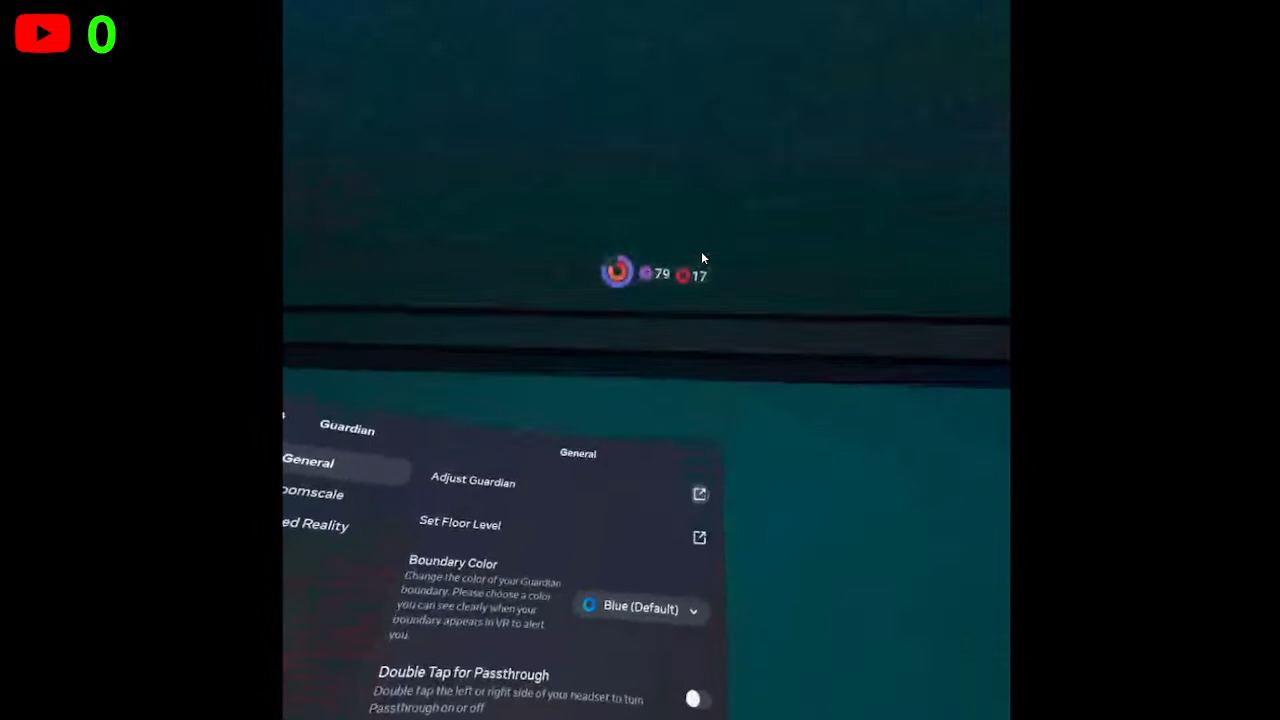 0
79 17
Guardian
General
General
Adjust Guardian
oomscale
Set Floor Level
ed Reality
Boundary Color
Change the color of your Guardian
boundary. Please choose a color
you can see clearly when your
boundary appears in VR to alert
you.
Blue (Default)
Double Tap for Passthrough
Double tap the left or right side of your headset to turn
Passthrough on or off